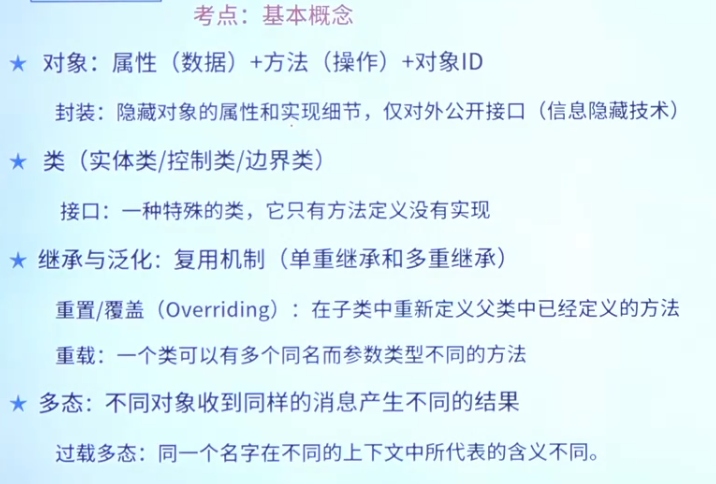 考点：基本概念
★ 对象：属性（数据）+方法（操作）+对象ID
封装：隐藏对象的属性和实现细节，仅对外公开接口（信息隐藏技术）
★ 类（实体类/控制类/边界类）
接口：一种特殊的类，它只有方法定义没有实现
★ 继承与泛化：复用机制（单重继承和多重继承）
重置/覆盖（Overriding）：在子类中重新定义父类中已经定义的方法
重载：一个类可以有多个同名而参数类型不同的方法
★ 多态：不同对象收到同样的消息产生不同的结果
过载多态：同一个名字在不同的上下文中所代表的含义不同。